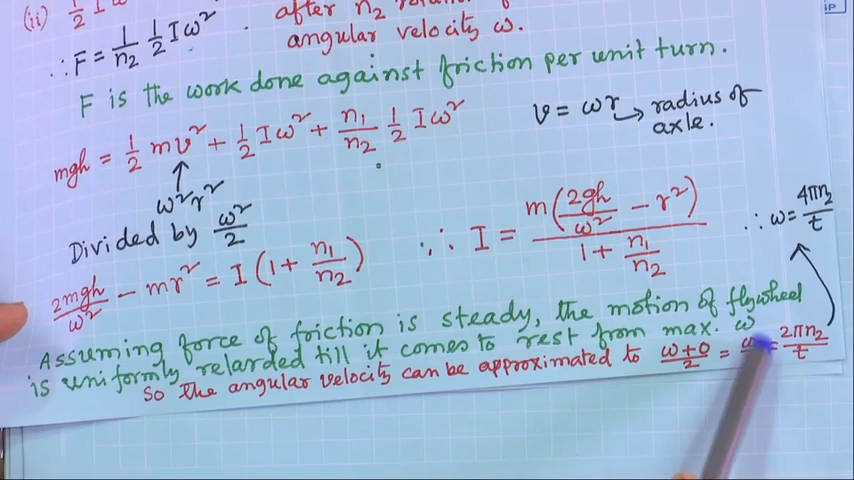 (ii) 1/2 Iω²
after n₂
angular velocity ω.
∴ F = 1/n₂ 1/2 Iω²
F is the work done against friction per unit turn.
mgh = 1/2 mv² + 1/2 Iω² + n₁/n₂ 1/2 Iω²
ω²r²
v = ωr → radius of
axle.
Divided by ω²/2
2mgh/ω² − mr² = I(1 + n₁/n₂)
∵ I = m(2gh/ω² − r²) / (1 + n₁/n₂)
∴ ω = 4πn₂/t
Assuming force of friction is steady, the motion of flywheel
is uniformly relarded till it comes to rest from max. ω
So the angular velocity can be approximated to (ω+0)/2 = = 2πn₂/t